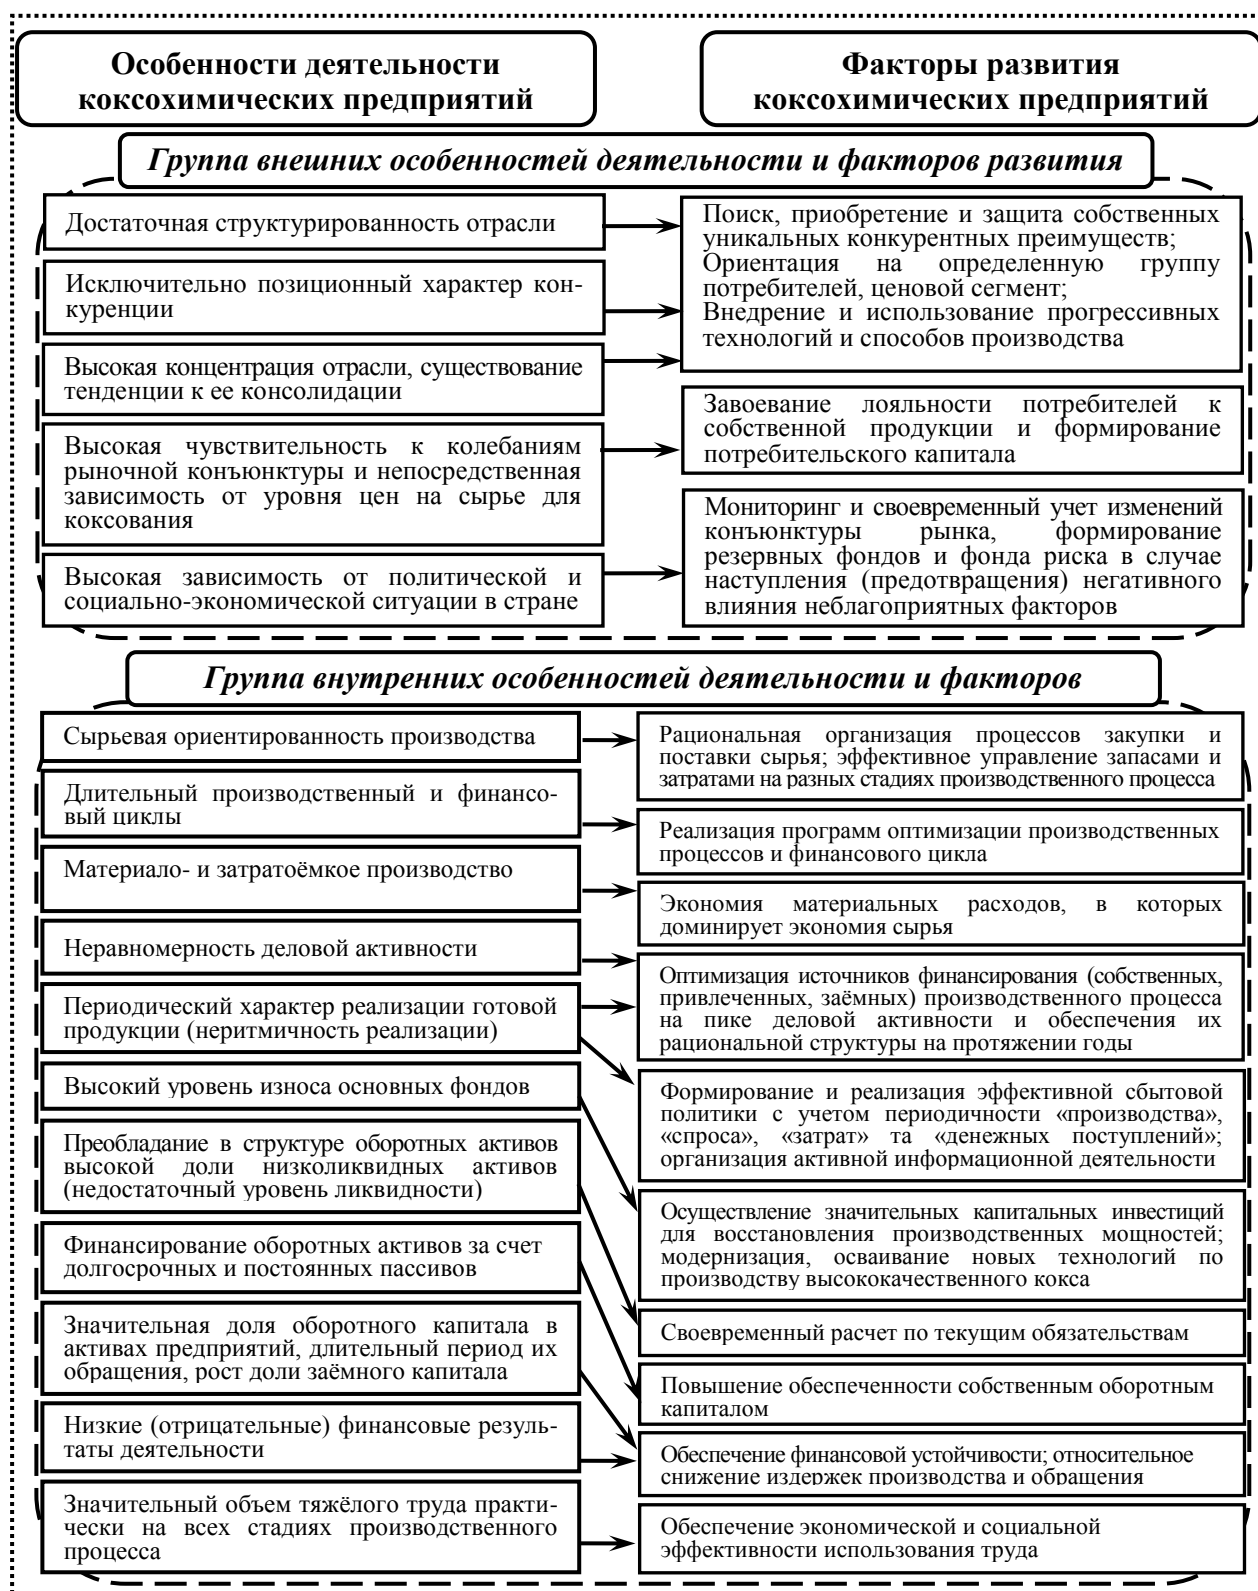 Особенности деятельности
коксохимических предприятий
Факторы развития
коксохимических предприятий
Группа внешних особенностей деятельности и факторов развития
Достаточная структурированность отрасли
Исключительно позиционный характер кон-
куренции
Высокая концентрация отрасли, существование
тенденции к ее консолидации
Высокая чувствительность к колебаниям
рыночной конъюнктуры и непосредственная
зависимость от уровня цен на сырье для
коксования
Высокая зависимость от политической и
социально-экономической ситуации в стране
Поиск, приобретение и защита собственных
уникальных конкурентных преимуществ;
Ориентация на определенную группу
потребителей, ценовой сегмент;
Внедрение и использование прогрессивных
технологий и способов производства
Завоевание лояльности потребителей к
собственной продукции и формирование
потребительского капитала
Мониторинг и своевременный учет изменений
конъюнктуры рынка, формирование
резервных фондов и фонда риска в случае
наступления (предотвращения) негативного
влияния неблагоприятных факторов
Группа внутренних особенностей деятельности и факторов
Сырьевая ориентированность производства
Длительный производственный и финансо-
вый циклы
Материало- и затратоёмкое производство
Неравномерность деловой активности
Периодический характер реализации готовой
продукции (неритмичность реализации)
Высокий уровень износа основных фондов
Преобладание в структуре оборотных активов
высокой доли низколиквидных активов
(недостаточный уровень ликвидности)
Финансирование оборотных активов за счет
долгосрочных и постоянных пассивов
Значительная доля оборотного капитала в
активах предприятий, длительный период их
обращения, рост доли заёмного капитала
Низкие (отрицательные) финансовые резуль-
таты деятельности
Значительный объем тяжёлого труда практи-
чески на всех стадиях производственного
процесса
Рациональная организация процессов закупки и
поставки сырья; эффективное управление запасами и
затратами на разных стадиях производственного процесса
Реализация программ оптимизации производственных
процессов и финансового цикла
Экономия материальных расходов, в которых
доминирует экономия сырья
Оптимизация источников финансирования (собственных,
привлеченных, заёмных) производственного процесса
на пике деловой активности и обеспечения их
рациональной структуры на протяжении годы
Формирование и реализация эффективной сбытовой
политики с учетом периодичности «производства»,
«спроса», «затрат» та «денежных поступлений»;
организация активной информационной деятельности
Осуществление значительных капитальных инвестиций
для восстановления производственных мощностей;
модернизация, осваивание новых технологий по
производству высококачественного кокса
Своевременный расчет по текущим обязательствам
Повышение обеспеченности собственным оборотным
капиталом
Обеспечение финансовой устойчивости; относительное
снижение издержек производства и обращения
Обеспечение экономической и социальной
эффективности использования труда